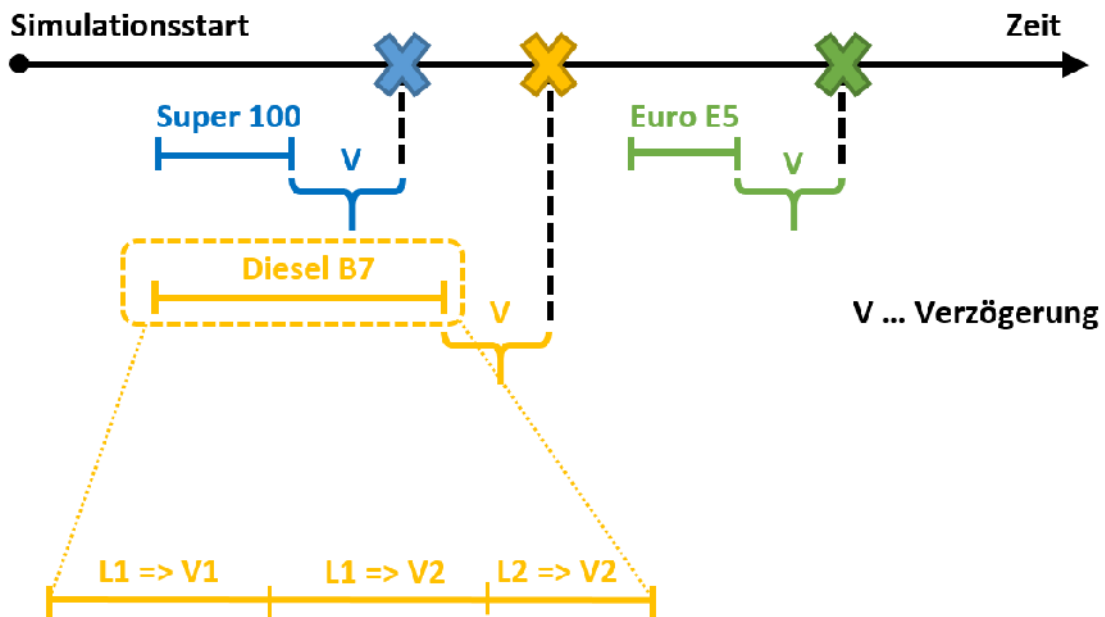 Simulationsstart
Zeit
Super 100
Euro E5
V
V
Diesel B7
V
V ... Verzögerung
L1 => V1
L1 => V2
L2 => V2